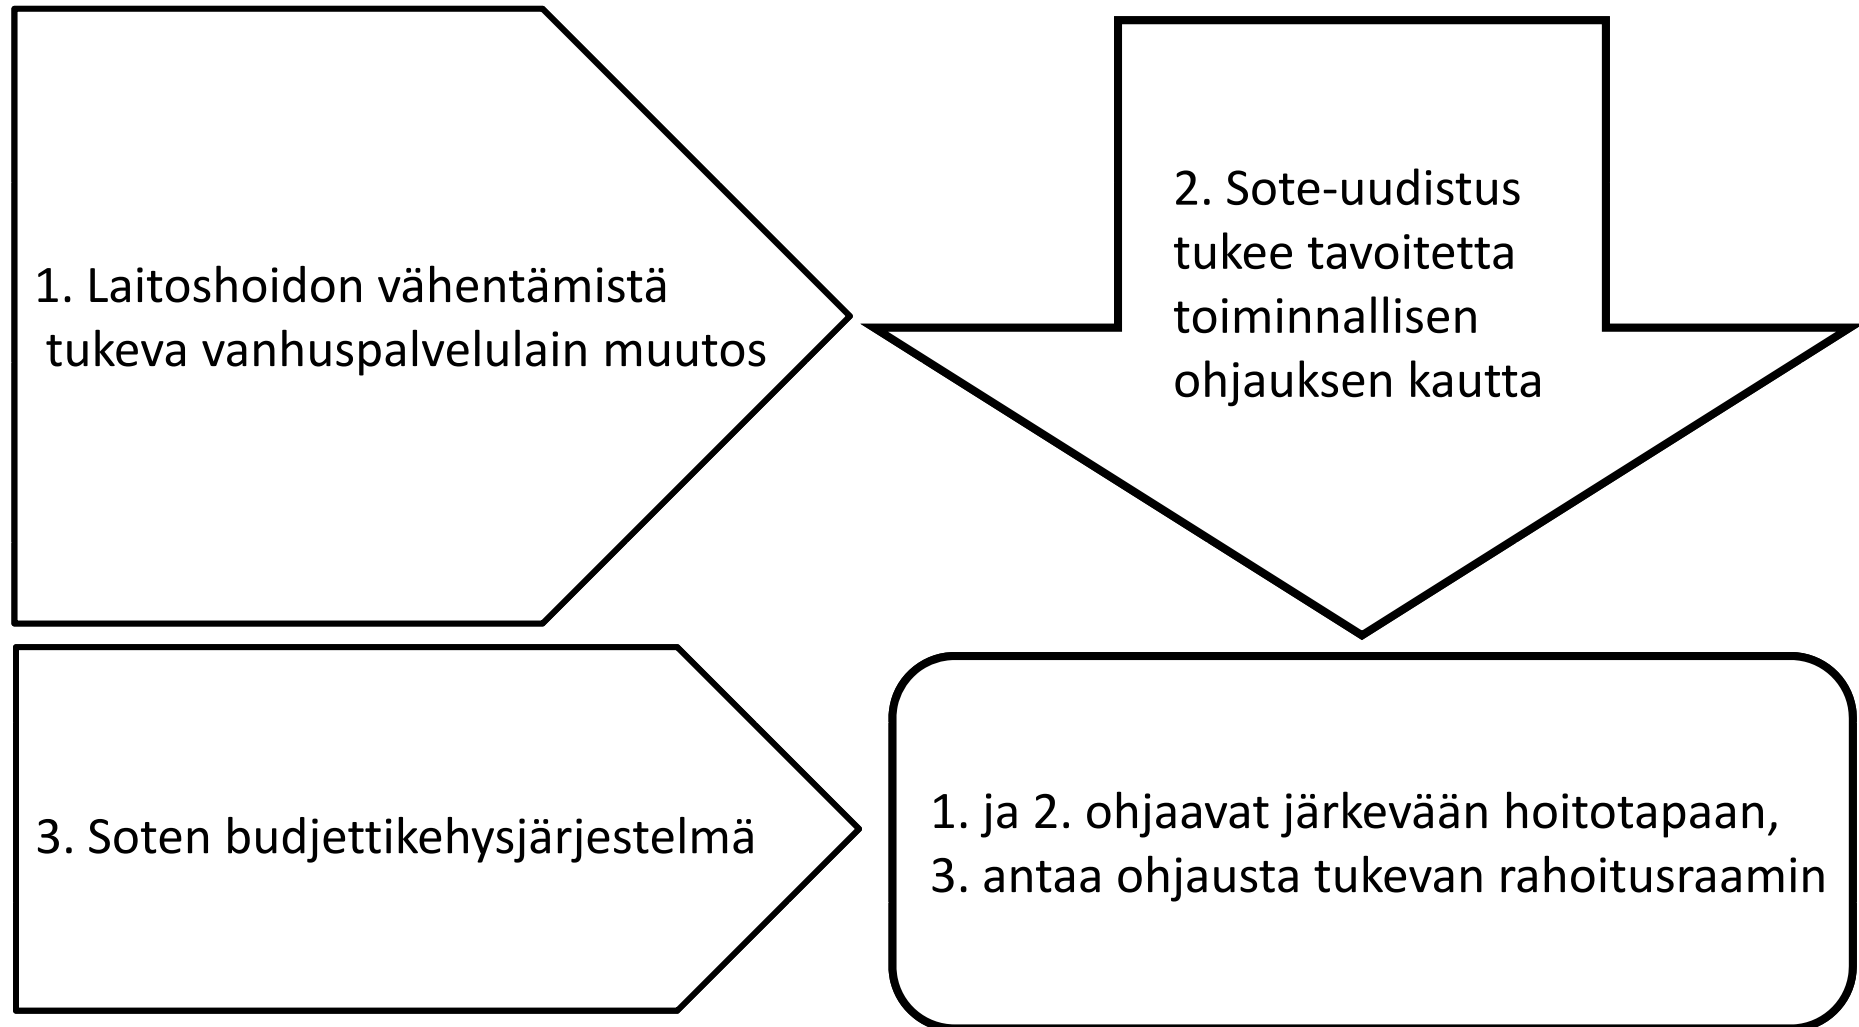 1. Laitoshoidon vähentämistä
tukeva vanhuspalvelulain muutos
2. Sote-uudistus
tukee tavoitetta
toiminnallisen
ohjauksen kautta
3. Soten budjettikehysjärjestelmä
1. ja 2. ohjaavat järkevään hoitotapaan,
3. antaa ohjausta tukevan rahoitusraamin